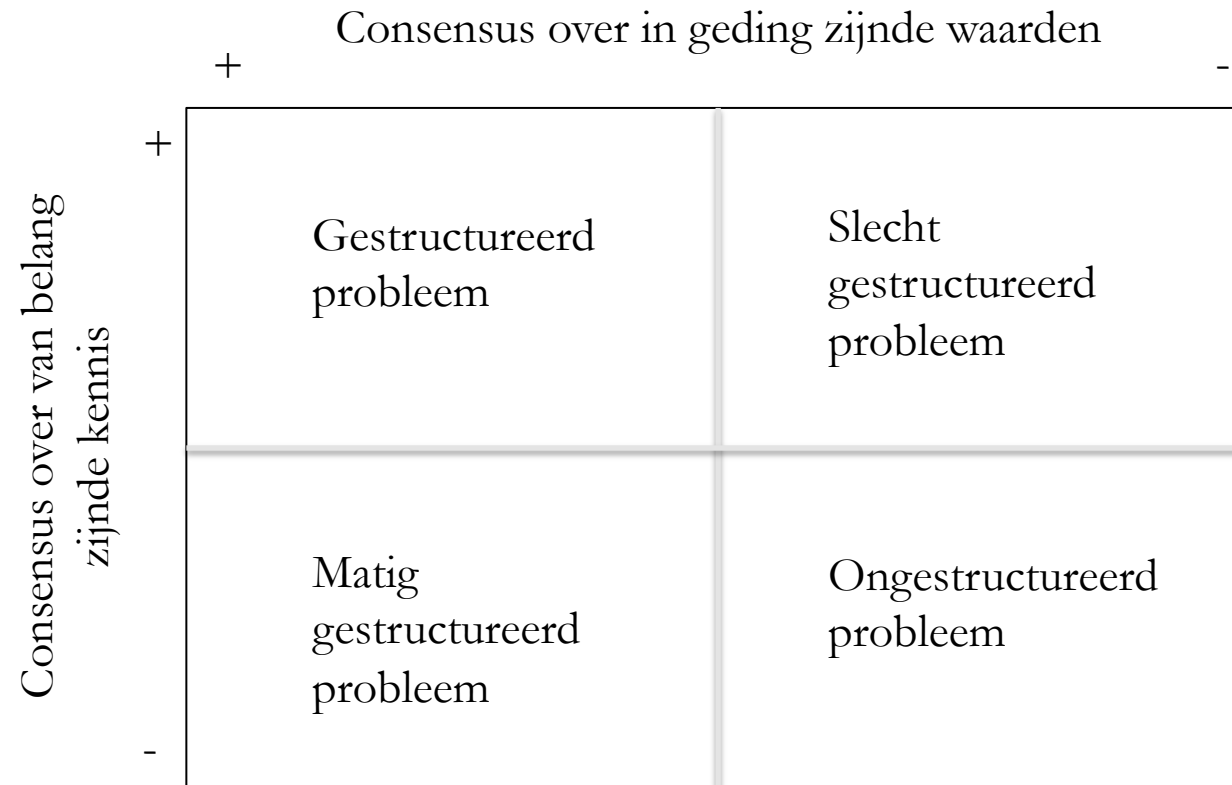 Consensus over in geding zijnde waarden
+
-
+
Consensus over van belang
zijnde kennis
-
Gestructureerd
probleem
Slecht
gestructureerd
probleem
Matig
gestructureerd
probleem
Ongestructureerd
probleem